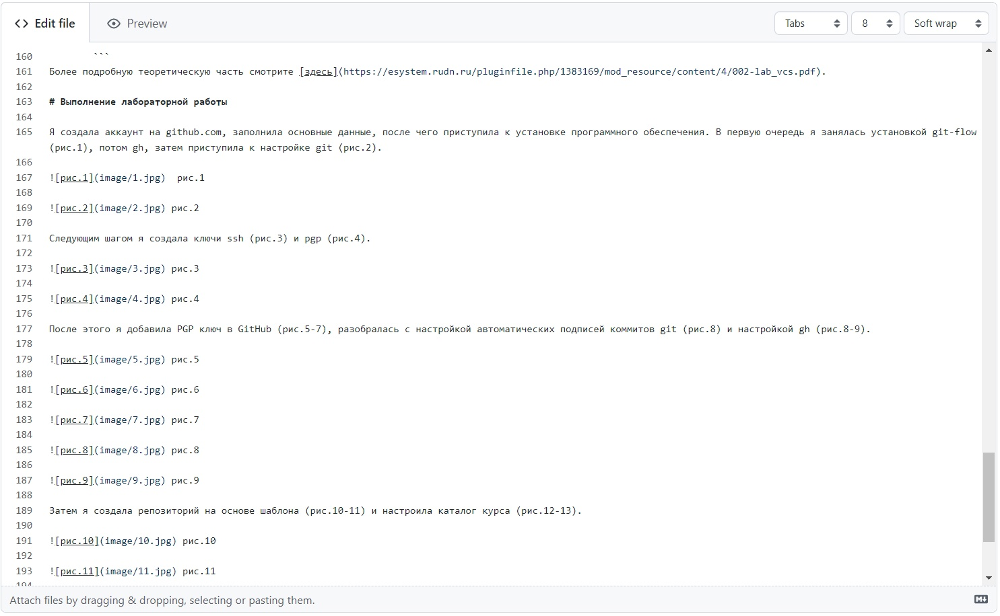 Edit file
Preview
Tabs
8
Soft wrap
160 ```
161 Более подробную теоретическую часть смотрите [здесь](https://esystem.rudn.ru/pluginfile.php/1383169/mod_resource/content/4/002-lab_vcs.pdf).
162
163 # Выполнение лабораторной работы
164
165 Я создала аккаунт на github.com, заполнила основные данные, после чего приступила к установке программного обеспечения. В первую очередь я занялась установкой git-flow
(рис.1), потом gh, затем приступила к настройке git (рис.2).
166
167 ![рис.1](image/1.jpg)  рис.1
168
169 ![рис.2](image/2.jpg) рис.2
170
171 Следующим шагом я создала ключи ssh (рис.3) и pgp (рис.4).
172
173 ![рис.3](image/3.jpg) рис.3
174
175 ![рис.4](image/4.jpg) рис.4
176
177 После этого я добавила PGP ключ в GitHub (рис.5-7), разобралась с настройкой автоматических подписей коммитов git (рис.8) и настройкой gh (рис.8-9).
178
179 ![рис.5](image/5.jpg) рис.5
180
181 ![рис.6](image/6.jpg) рис.6
182
183 ![рис.7](image/7.jpg) рис.7
184
185 ![рис.8](image/8.jpg) рис.8
186
187 ![рис.9](image/9.jpg) рис.9
188
189 Затем я создала репозиторий на основе шаблона (рис.10-11) и настроила каталог курса (рис.12-13).
190
191 ![рис.10](image/10.jpg) рис.10
192
193 ![рис.11](image/11.jpg) рис.11
194
Attach files by dragging & dropping, selecting or pasting them.